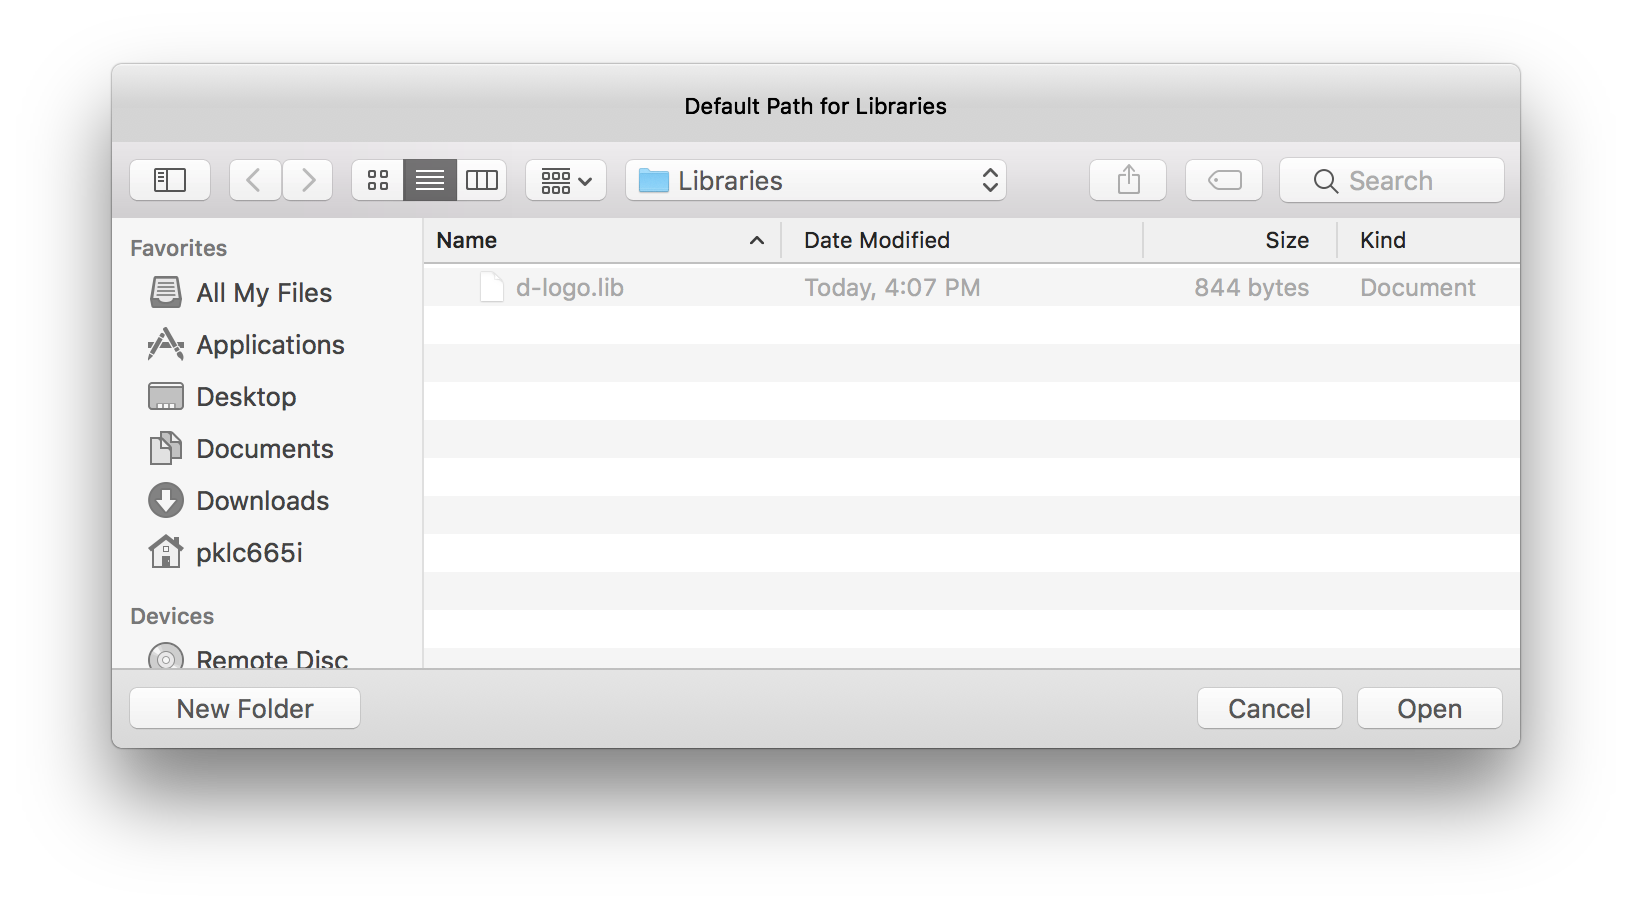 Default Path for Libraries
Libraries
Search
Favorites
All My Files
Applications
Desktop
Documents
Downloads
pklc665i
Devices
Remote Disc
Name Date Modified Size Kind
d-logo.lib Today, 4:07 PM 844 bytes Document
New Folder Cancel Open